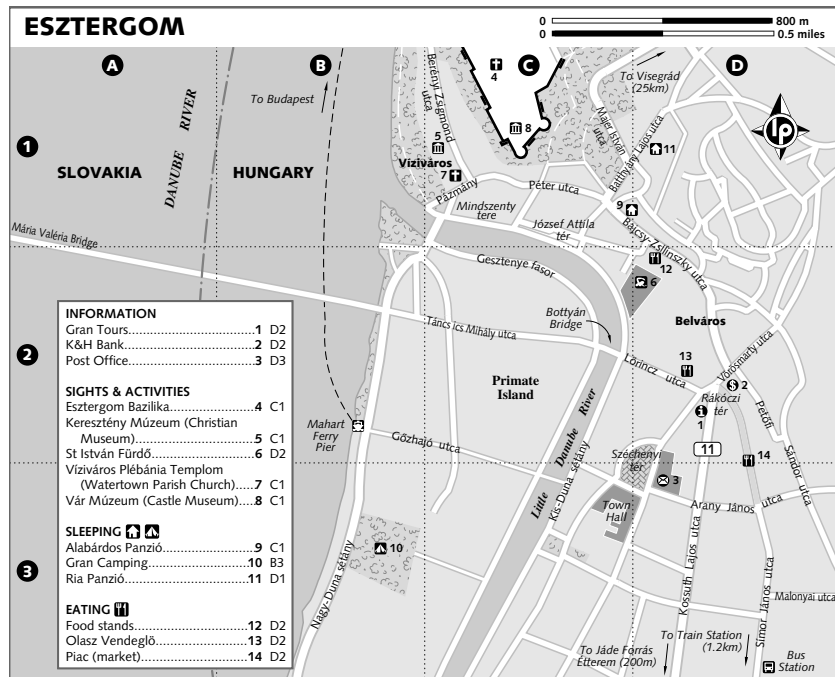 ESZTERGOM
0 800 m
0 0.5 miles
A
B
C
D
1
2
3
SLOVAKIA
DANUBE RIVER
HUNGARY
To Budapest
Berényi Zsigmond
utca
4
8
5
Víziváros
7
To Visegrád
(25km)
Majer István
utca
Batthyány Lajos utca
11
lp
Pázmány
Péter utca
9
Mindszenty
tere
József Attila
tér
Bajcsy-Zsilinszky utca
Mária Valéria Bridge
Gesztenye fasor
12
6
Bottyán
Bridge
Belváros
Táncsics Mihály utca
Lőrincz utca
13
Vörösmarty utca
2
Primate
Island
Rákóczi
tér
1
Petőfi
Sándor utca
Mahart
Ferry
Pier
Gőzhajó utca
Little Danube River
Kis-Duna sétány
Széchenyi
tér
11
14
3
Town
Hall
Arany János utca
10
Nagy-Duna sétány
Kossuth Lajos utca
Simor János utca
Malonyai utca
To Jáde Forrás
Étterem (200m)
To Train Station
(1.2km)
Bus
Station
INFORMATION
Gran Tours..............................1 D2
K&H Bank..............................2 D2
Post Office..............................3 D3
SIGHTS & ACTIVITIES
Esztergom Bazilika..................4 C1
Keresztény Múzeum (Christian
Museum)..............................5 C1
St István Fürdő........................6 D2
Víziváros Plébánia Templom
(Watertown Parish Church)....7 C1
Vár Múzeum (Castle Museum)..8 C1
SLEEPING
Alabárdos Panzió....................9 C1
Gran Camping......................10 B3
Ria Panzió............................11 D1
EATING
Food stands..........................12 D2
Olasz Vendeglö.....................13 D2
Piac (market)........................14 D2